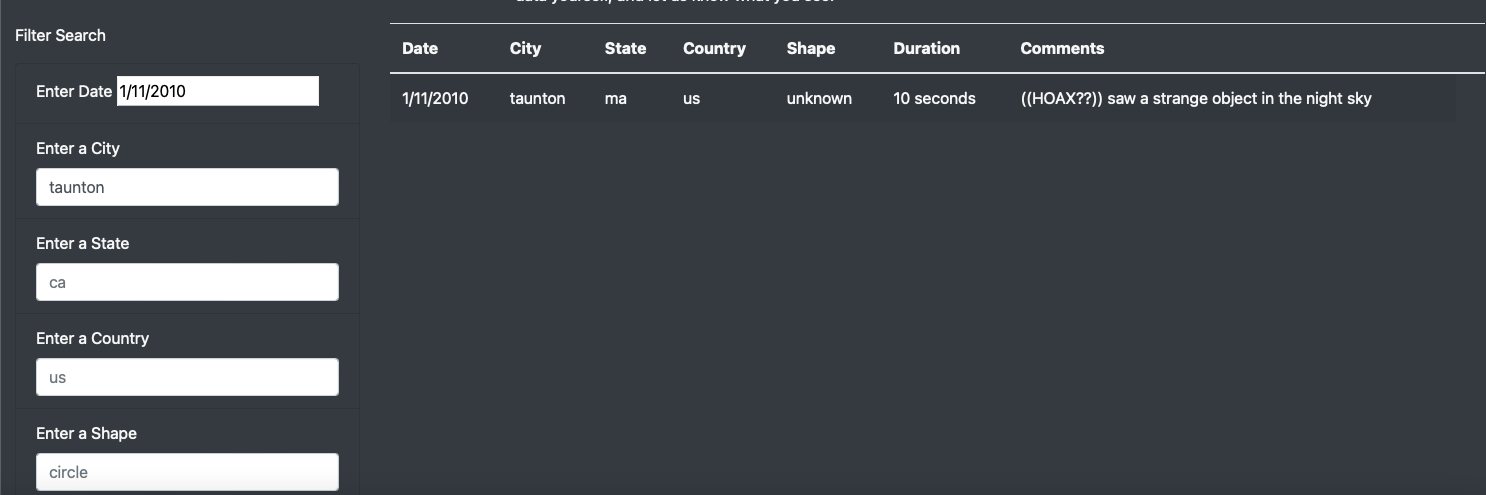 Filter Search
Enter Date 1/11/2010
Enter a City
taunton
Enter a State
ca
Enter a Country
us
Enter a Shape
circle
Date City State Country Shape Duration Comments
1/11/2010 taunton ma us unknown 10 seconds ((HOAX??)) saw a strange object in the night sky